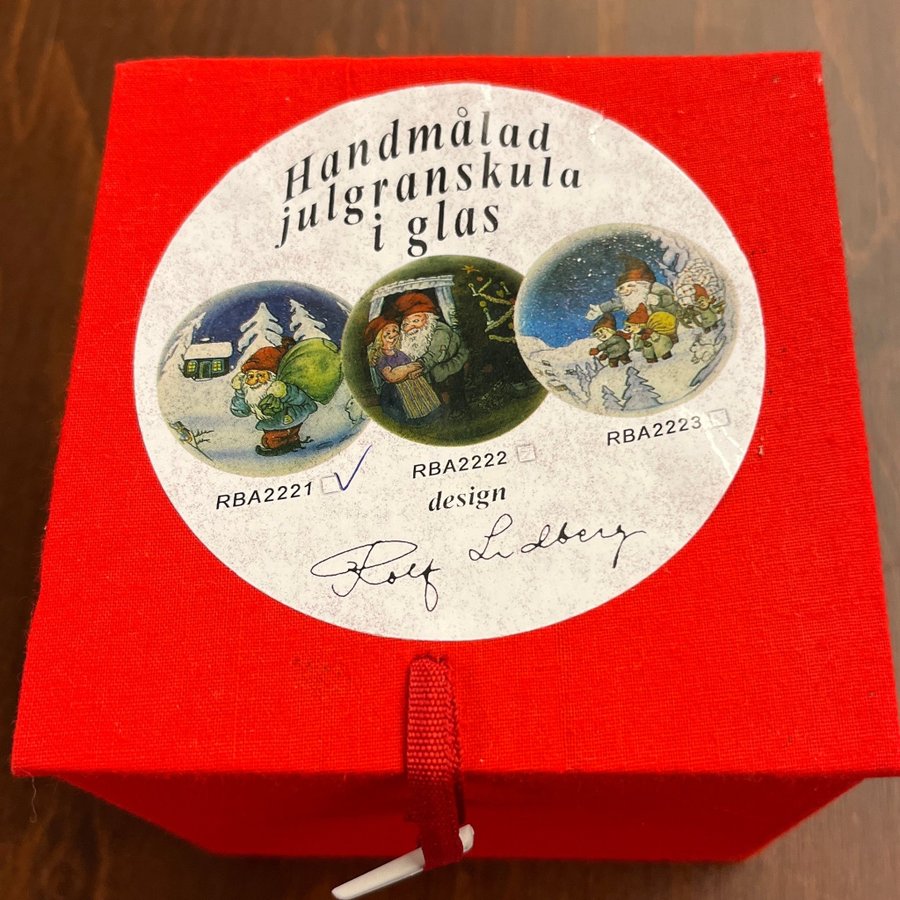 Handmålad
julgranskula
i glas
RBA2221
RBA2222
RBA2223
design
Rolf Lidberg